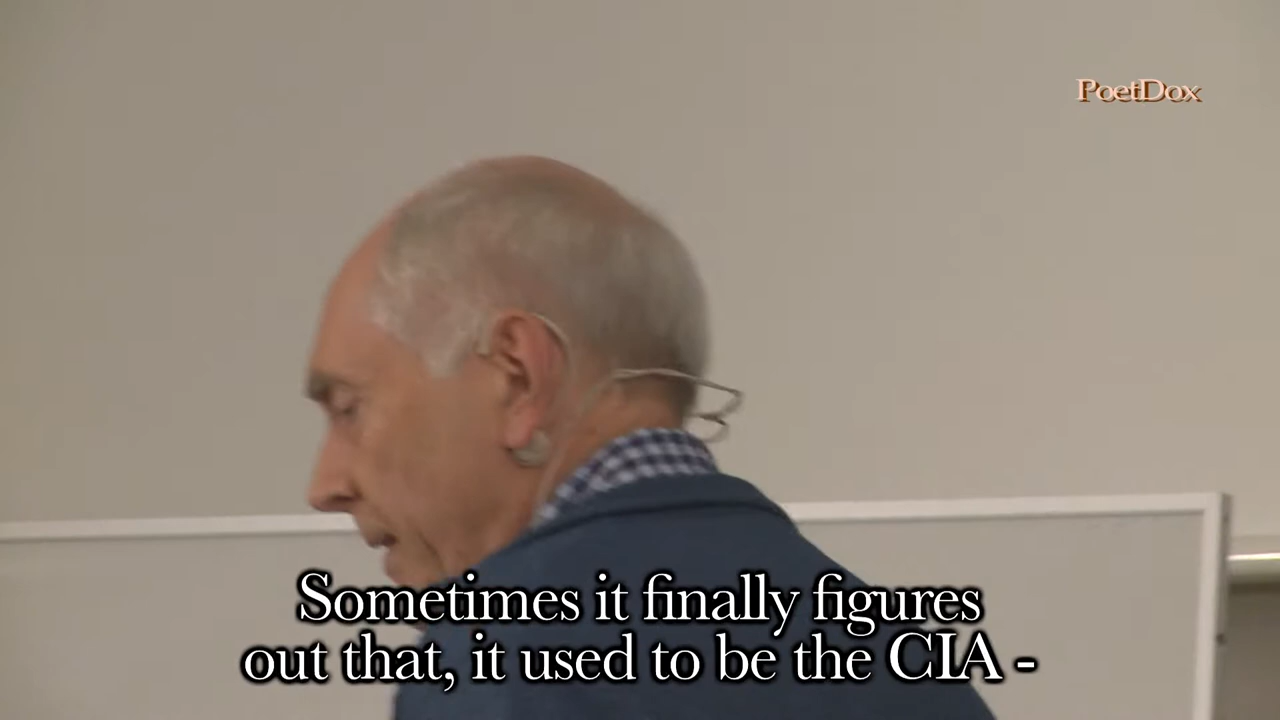 PoetDox
Sometimes it finally figures
out that, it used to be the CIA -